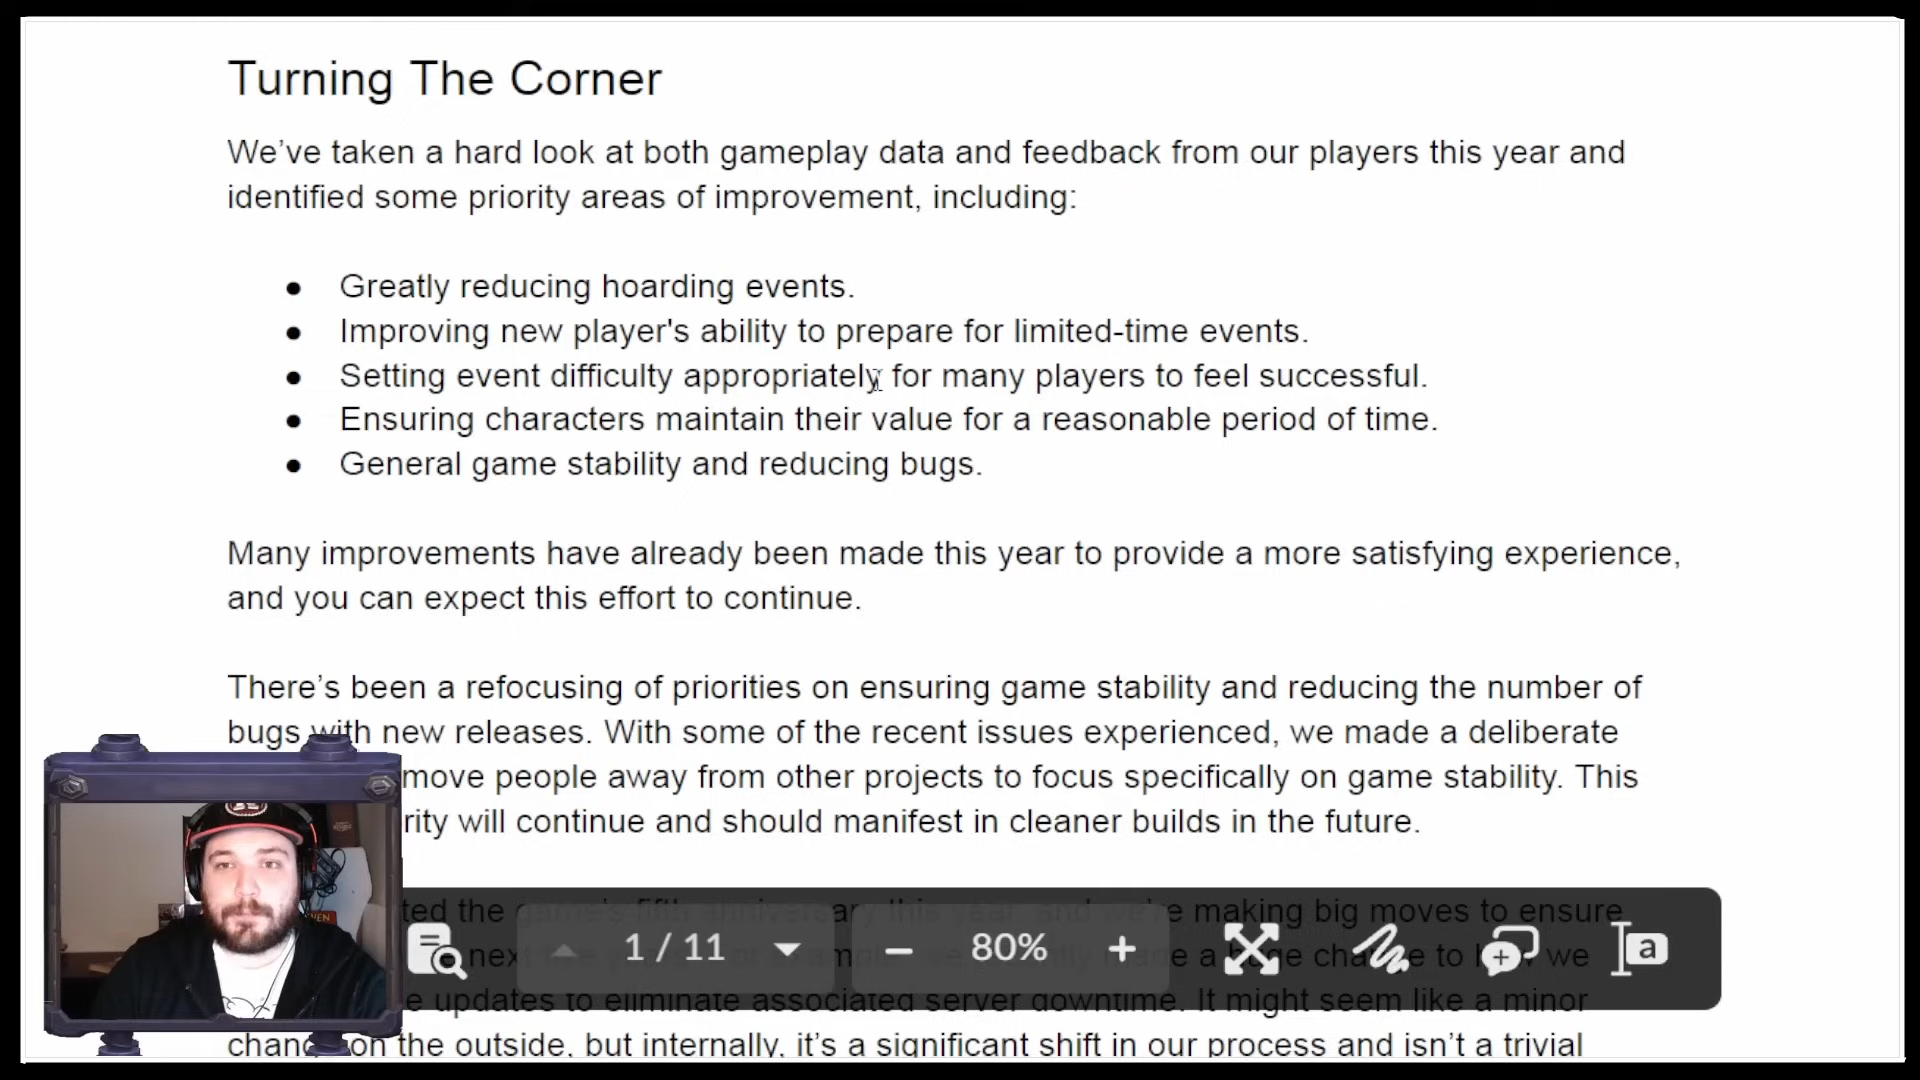 Turning The Corner
We’ve taken a hard look at both gameplay data and feedback from our players this year and
identified some priority areas of improvement, including:
● Greatly reducing hoarding events.
● Improving new player's ability to prepare for limited-time events.
● Setting event difficulty appropriately for many players to feel successful.
● Ensuring characters maintain their value for a reasonable period of time.
● General game stability and reducing bugs.
Many improvements have already been made this year to provide a more satisfying experience,
and you can expect this effort to continue.
There’s been a refocusing of priorities on ensuring game stability and reducing the number of
bugs with new releases. With some of the recent issues experienced, we made a deliberate
move people away from other projects to focus specifically on game stability. This
rity will continue and should manifest in cleaner builds in the future.
ted the game's fifth anniversary this and we're making big moves to ensure
1 / 11
80%
a
updates to eliminate associated server downtime. It might seem like a minor
on the outside, but internally, it’s a significant shift in our process and isn’t a trivial